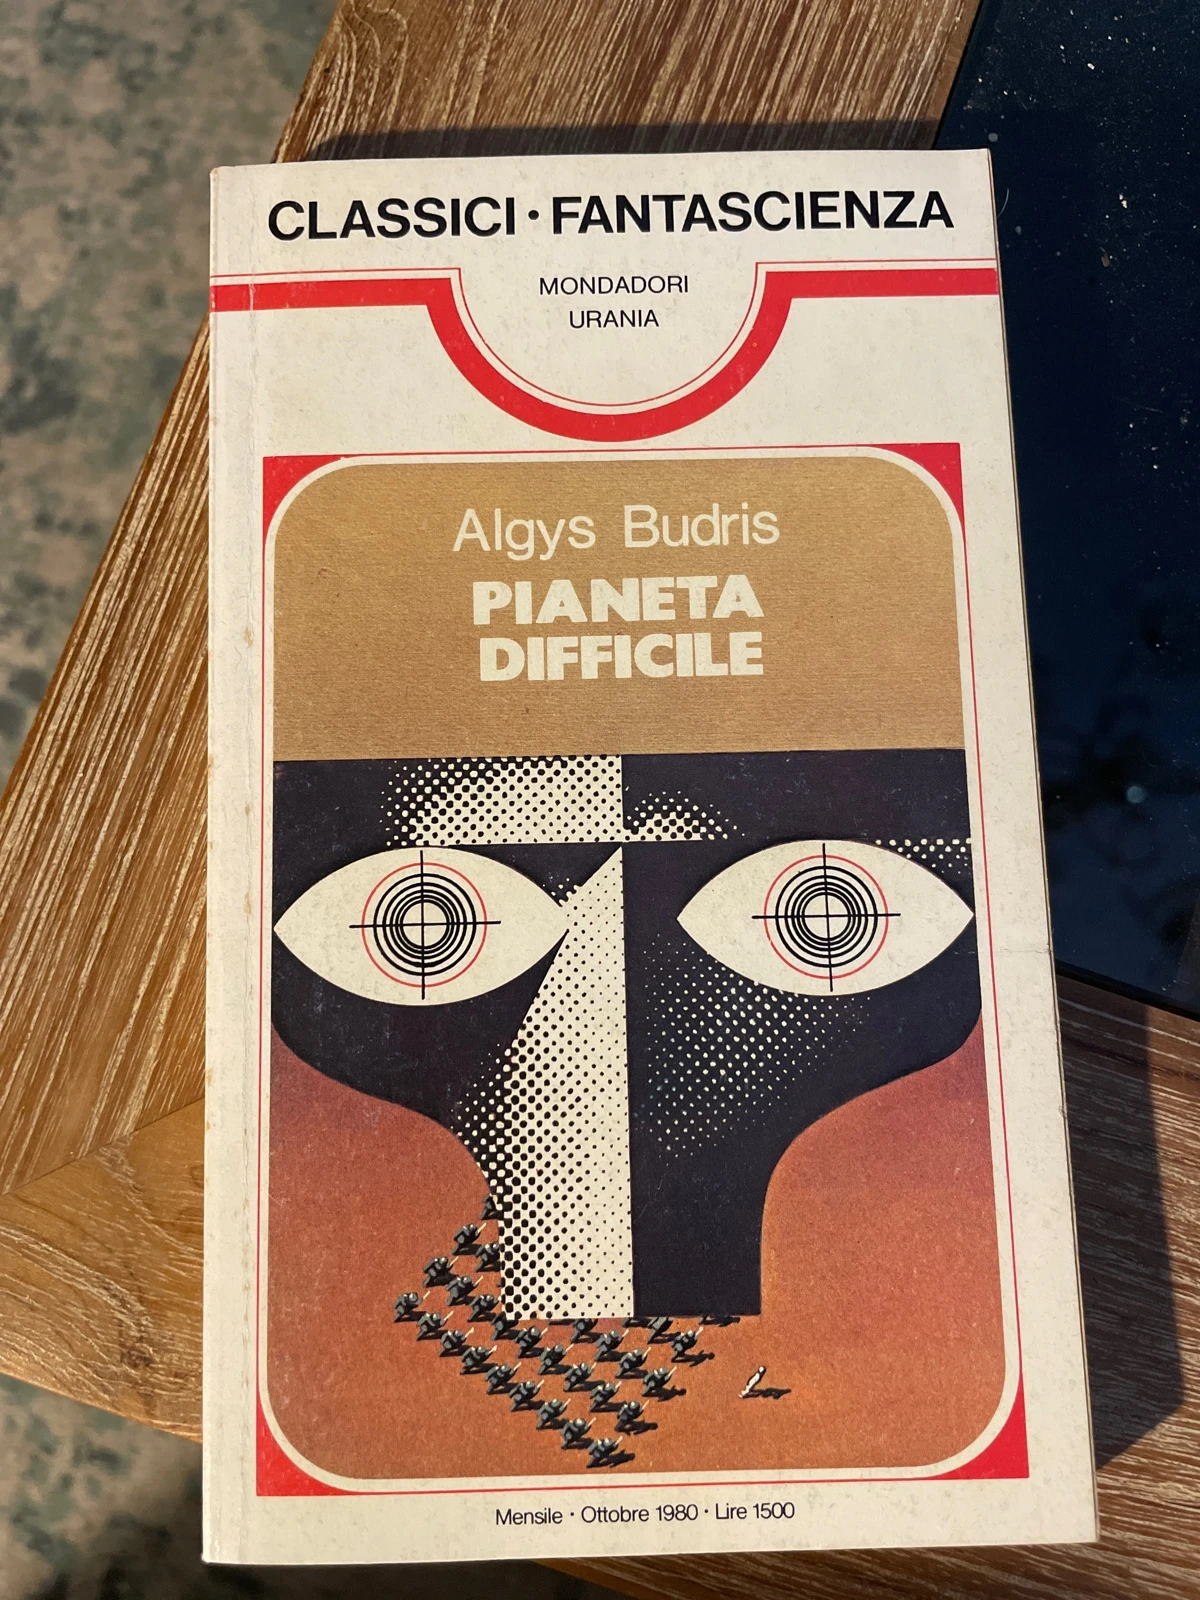 CLASSICI · FANTASCIENZA
MONDADORI
URANIA
Algys Budris
PIANETA
DIFFICILE
Mensile · Ottobre 1980 · Lire 1500